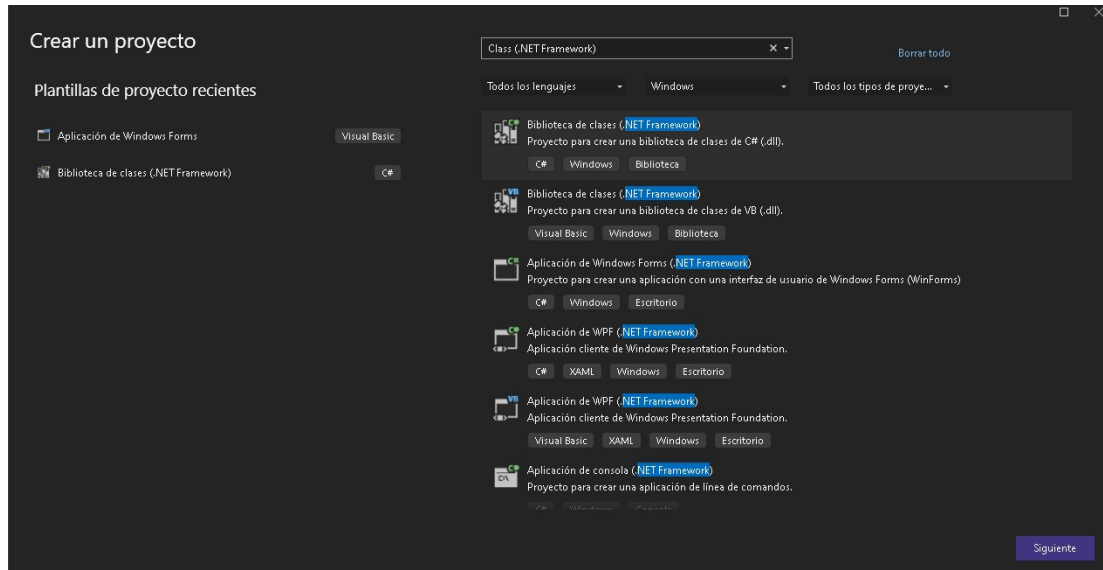 Crear un proyecto
Plantillas de proyecto recientes
Aplicación de Windows Forms Visual Basic
Biblioteca de clases (.NET Framework) C#
Class (.NET Framework)
Borrar todo
Todos los lenguajes Windows Todos los tipos de proye...
Biblioteca de clases (.NET Framework)
Proyecto para crear una biblioteca de clases de C# (.dll).
C# Windows Biblioteca
Biblioteca de clases (.NET Framework)
Proyecto para crear una biblioteca de clases de VB (.dll).
Visual Basic Windows Biblioteca
Aplicación de Windows Forms (.NET Framework)
Proyecto para crear una aplicación con una interfaz de usuario de Windows Forms (WinForms)
C# Windows Escritorio
Aplicación de WPF (.NET Framework)
Aplicación cliente de Windows Presentation Foundation.
C# XAML Windows Escritorio
Aplicación de WPF (.NET Framework)
Aplicación cliente de Windows Presentation Foundation.
Visual Basic XAML Windows Escritorio
Aplicación de consola (.NET Framework)
Proyecto para crear una aplicación de línea de comandos.
C# Windows Consola
Siguiente